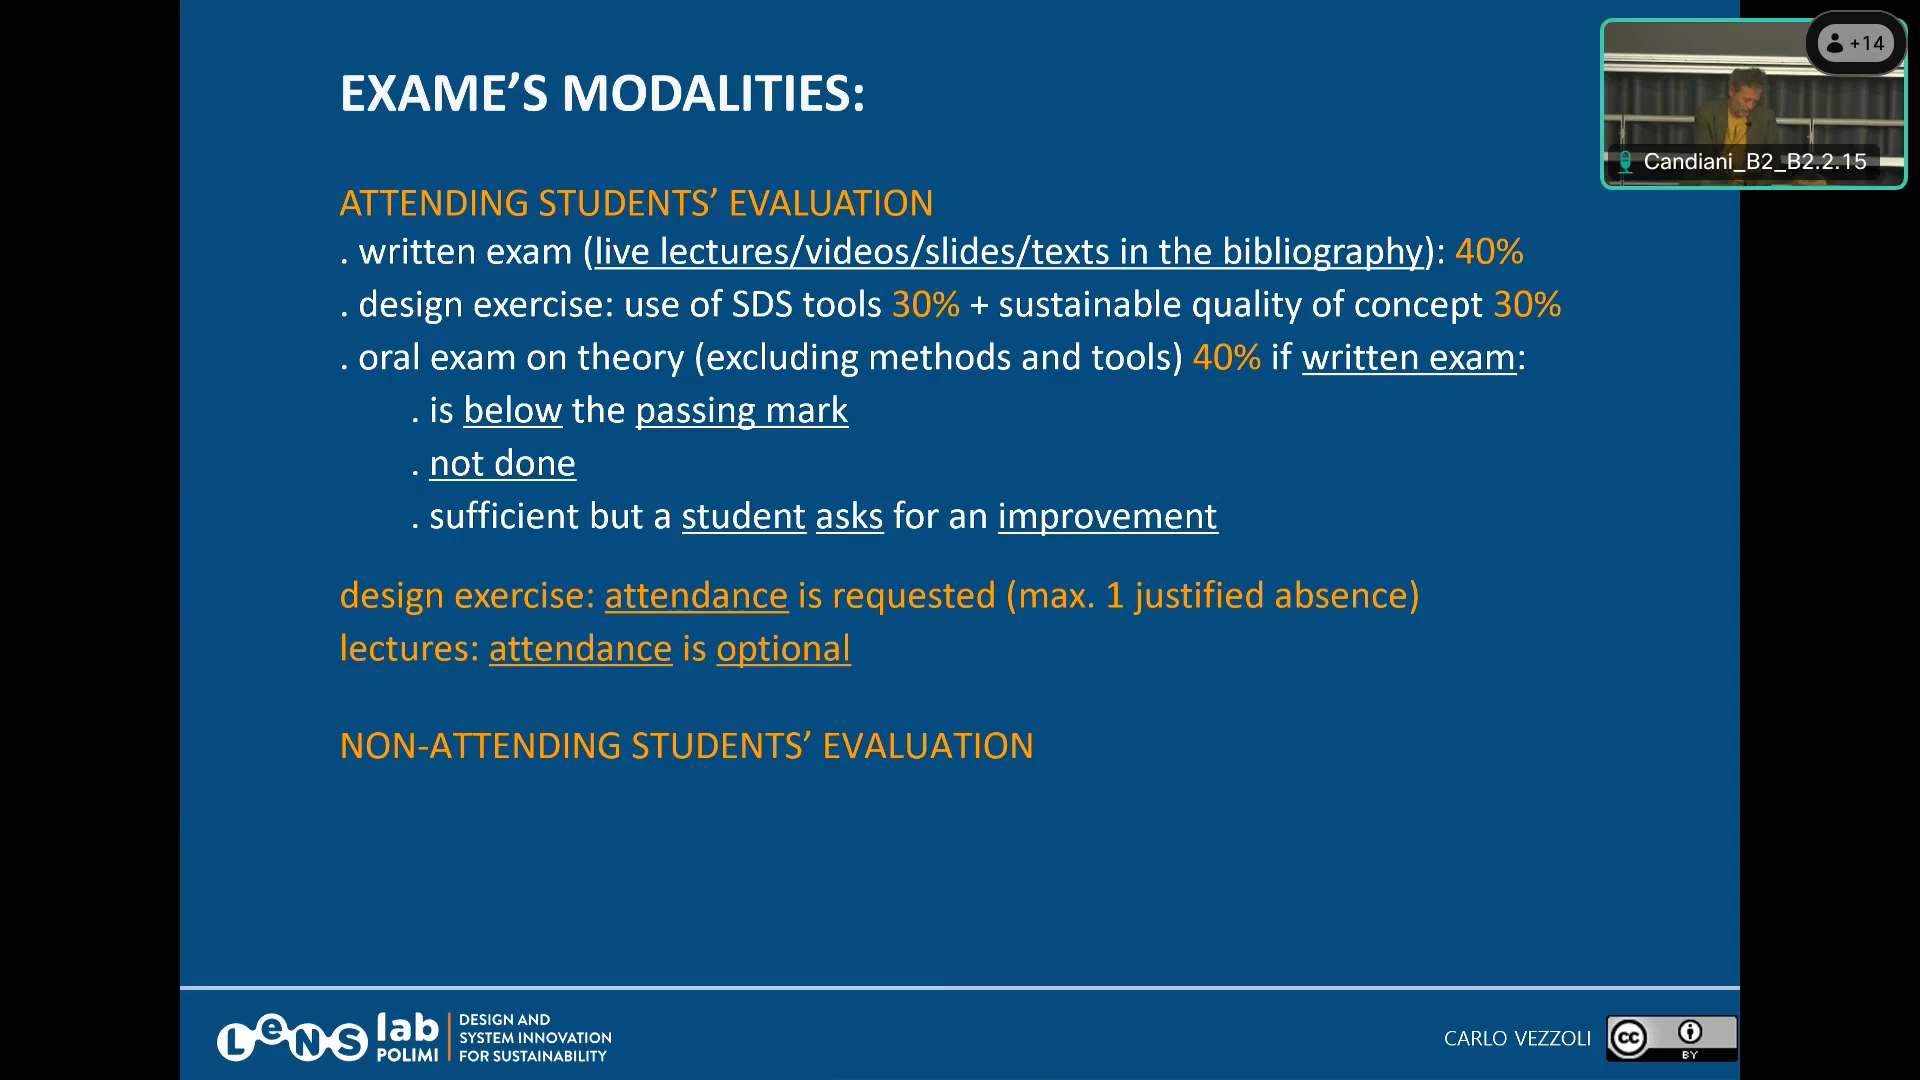 EXAME’S MODALITIES:
ATTENDING STUDENTS’ EVALUATION
. written exam (live lectures/videos/slides/texts in the bibliography): 40%
. design exercise: use of SDS tools 30% + sustainable quality of concept 30%
. oral exam on theory (excluding methods and tools) 40% if written exam:
. is below the passing mark
. not done
. sufficient but a student asks for an improvement
design exercise: attendance is requested (max. 1 justified absence)
lectures: attendance is optional
NON-ATTENDING STUDENTS’ EVALUATION
+14
Candiani_B2_B2.2.15
LeNS lab
POLIMI
DESIGN AND
SYSTEM INNOVATION
FOR SUSTAINABILITY
CARLO VEZZOLI
cc
BY